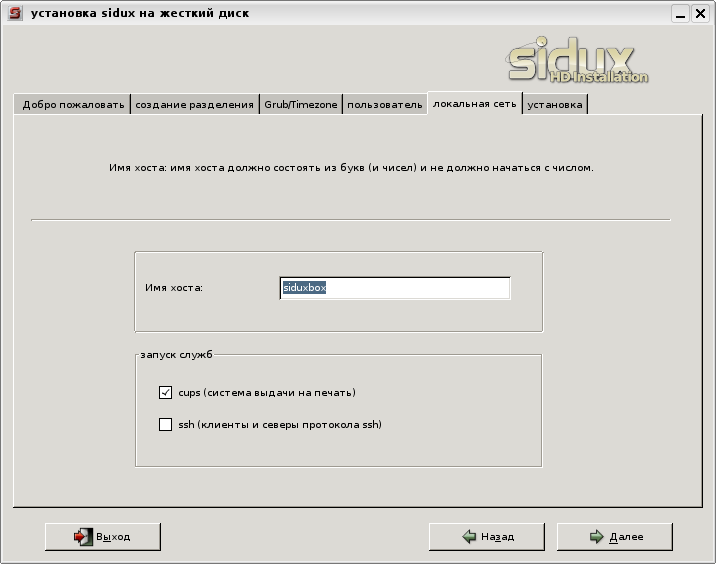 установка sidux на жесткий диск
sidux
HD-Installation
Добро пожаловать создание разделения Grub/Timezone пользователь локальная сеть установка
Имя хоста: имя хоста должно состоять из букв (и чисел) и не должно начаться с числом.
Имя хоста: siduxbox
запуск служб
cups (система выдачи на печать)
ssh (клиенты и северы протокола ssh)
Выход Назад Далее